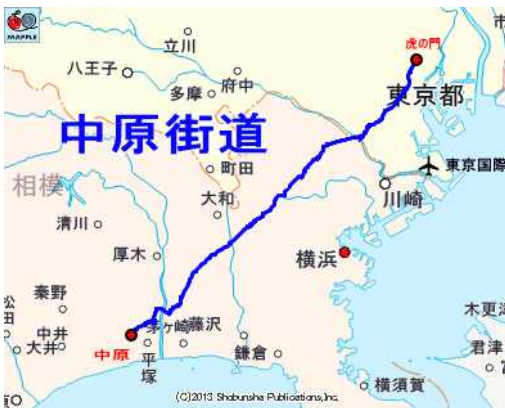 MAPPLE
立川
虎の門
八王子
府中
多摩
東京都
中原街道
町田
東京国際
相模
大和
川崎
清川
厚木
横浜
秦野
松田
中井
茅ヶ崎
藤沢
木更津
大井
中原
平塚
鎌倉
君津
横須賀
(C)2013 Shobunsha Publications,Inc.